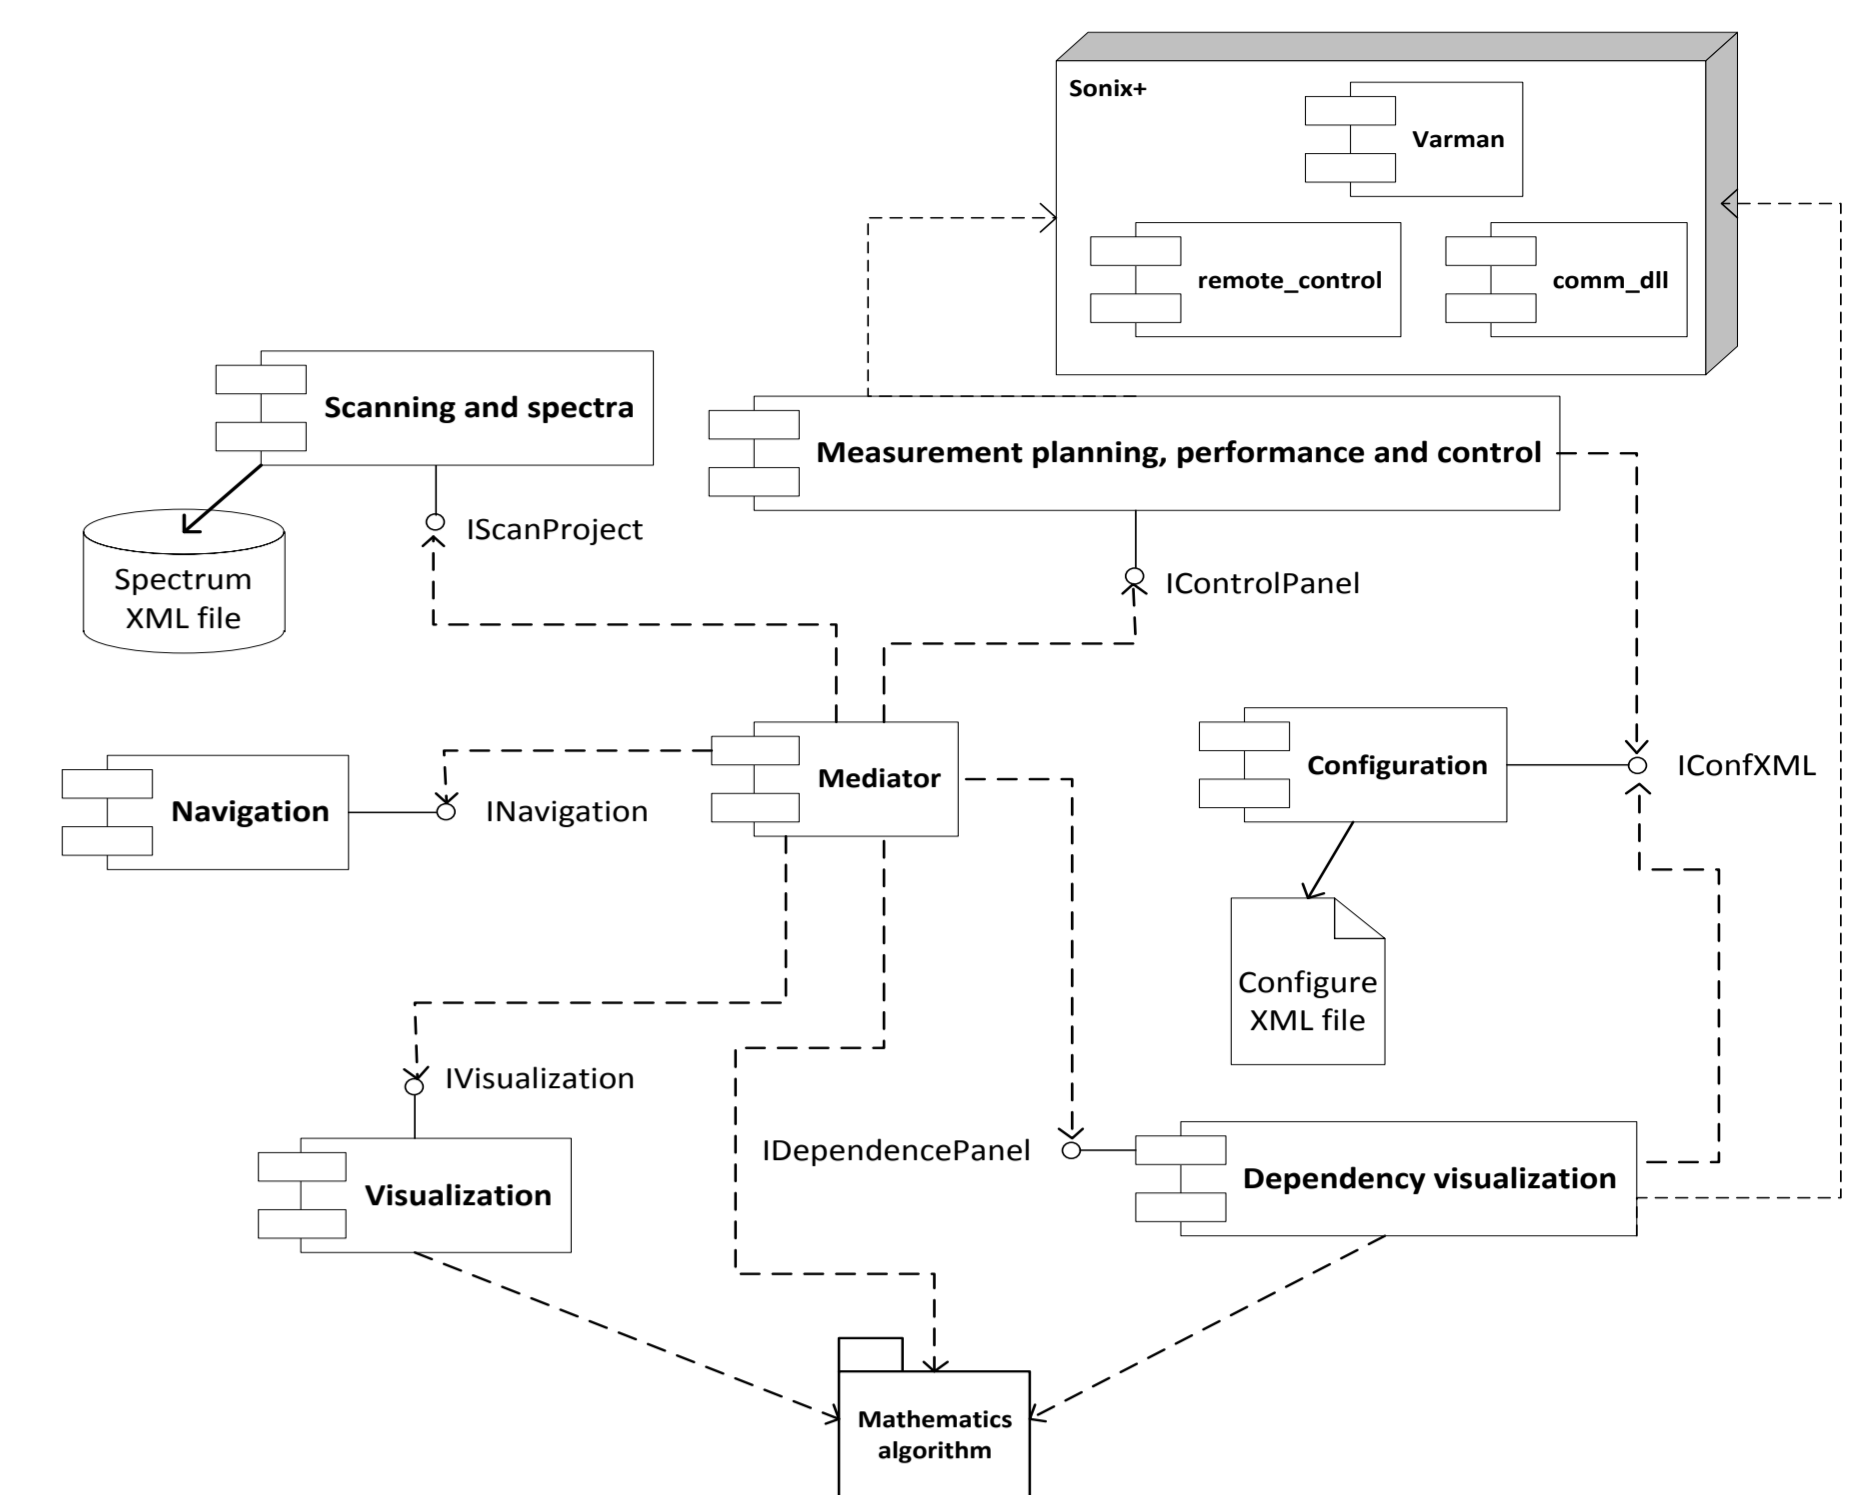 Sonix+
Varman
remote_control
comm_dll
Scanning and spectra
Measurement planning, performance and control
IScanProject
Spectrum
XML file
IControlPanel
Navigation
INavigation
Mediator
Configuration
IConfXML
Configure
XML file
IVisualization
IDependencePanel
Visualization
Dependency visualization
Mathematics
algorithm